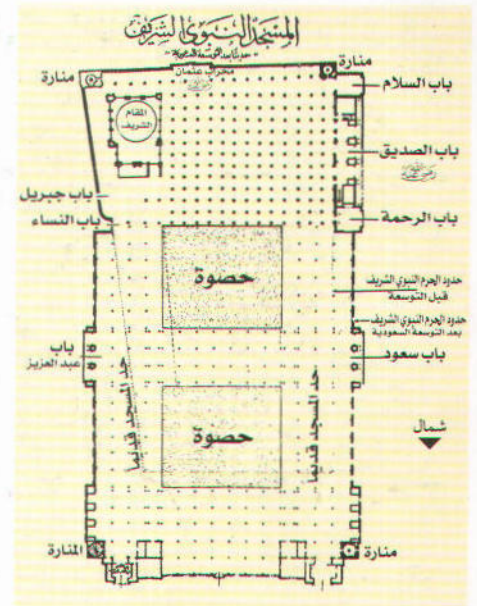 المسجد النبوي الشريف
محراب عثمان
منارة
منارة
باب السلام
المقام
الشريف
باب الصديق
باب جبريل
باب النساء
باب الرحمة
حصوة
حدود الحرم النبوي الشريف
قبل التوسعة
حدود الحرم النبوي الشريف
بعد التوسعة السعودية
باب
عبد العزيز
باب سعود
حد المسجد قديما
حد المسجد قديما
حصوة
شمال
المنارة
منارة